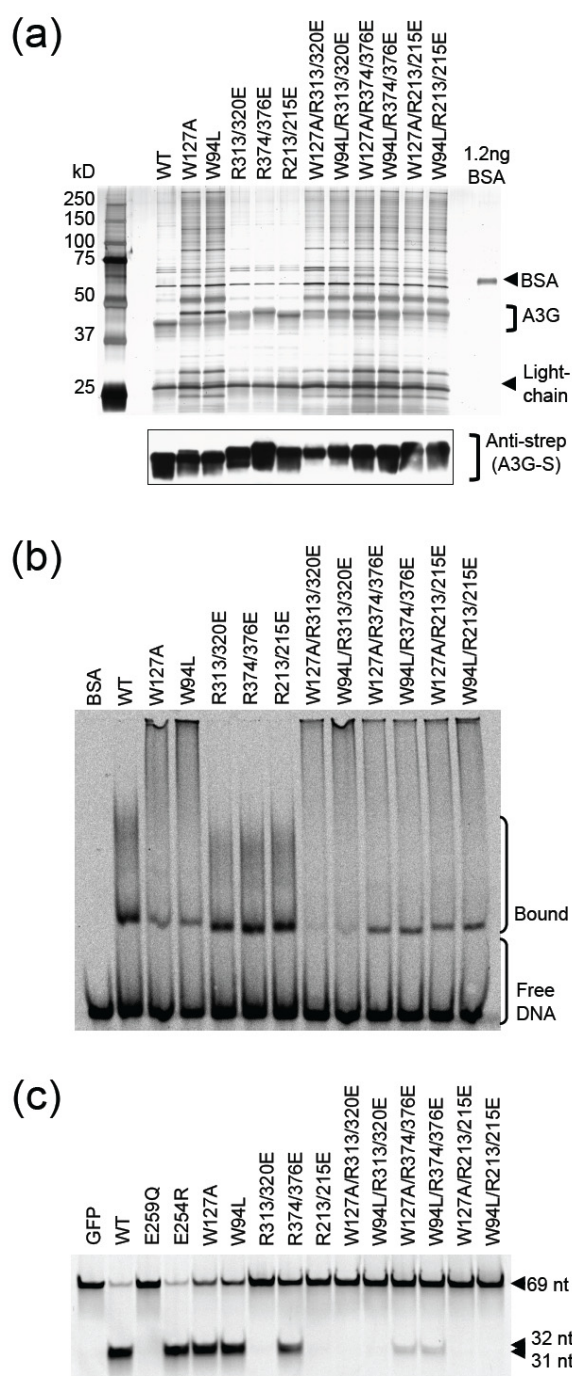 (a)
kD
WT
W127A
W94L
R313/320E
R374/376E
R213/215E
W127A/R313/320E
W94L/R313/320E
W127A/R374/376E
W94L/R374/376E
W127A/R213/215E
W94L/R213/215E
1.2ng
BSA
250
150
100
75
50
37
25
BSA
A3G
Light-
chain
Anti-strep
(A3G-S)
(b)
BSA
WT
W127A
W94L
R313/320E
R374/376E
R213/215E
W127A/R313/320E
W94L/R313/320E
W127A/R374/376E
W94L/R374/376E
W127A/R213/215E
W94L/R213/215E
Bound
Free
DNA
(c)
GFP
WT
E259Q
E254R
W127A
W94L
R313/320E
R374/376E
R213/215E
W127A/R313/320E
W94L/R313/320E
W127A/R374/376E
W94L/R374/376E
W127A/R213/215E
W94L/R213/215E
69 nt
32 nt
31 nt